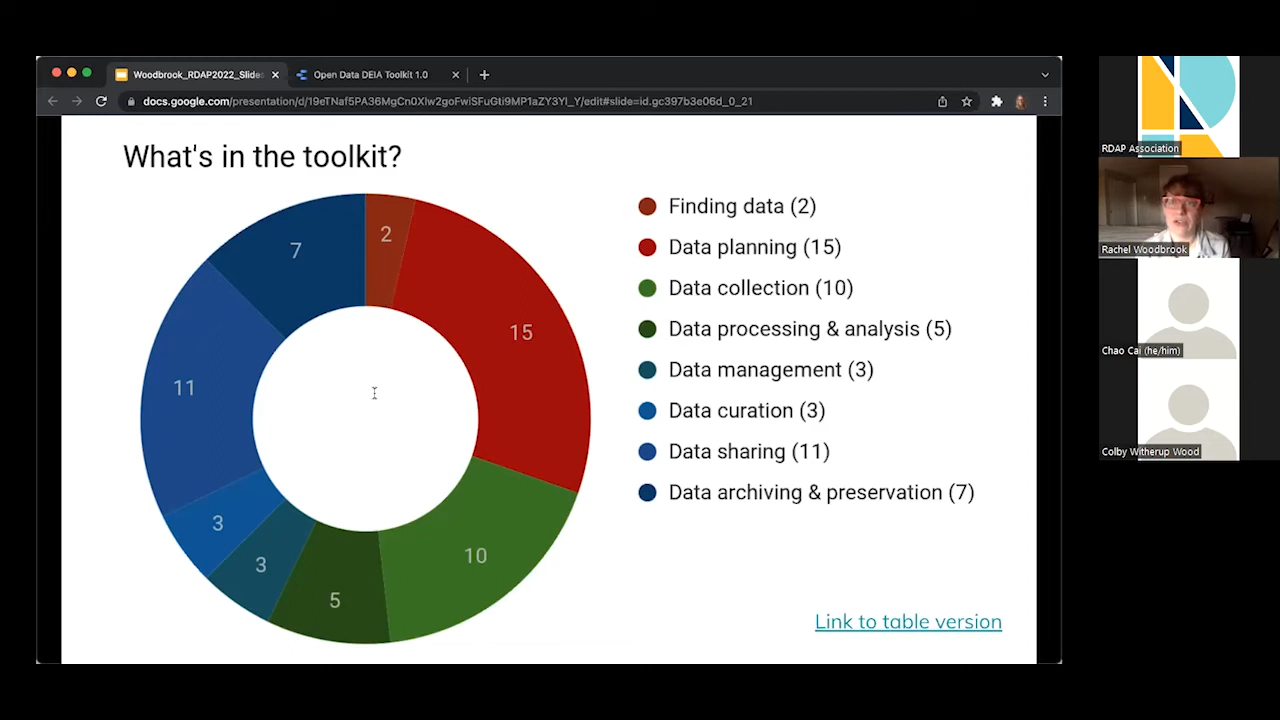 Woodbrook_RDAP2022_Slides
Open Data DEIA Toolkit 1.0
docs.google.com/presentation/d/19eTNaf5PA36MgCn0Xlw2goFwiSFuGti9MP1aZY3Yl_Y/edit#slide=id.gc397b3e06d_0_21
What's in the toolkit?
2
15
10
5
3
3
11
7
Finding data (2)
Data planning (15)
Data collection (10)
Data processing & analysis (5)
Data management (3)
Data curation (3)
Data sharing (11)
Data archiving & preservation (7)
Link to table version
RDAP Association
Rachel Woodbrook
Chao Cai (he/him)
Colby Witherup Wood